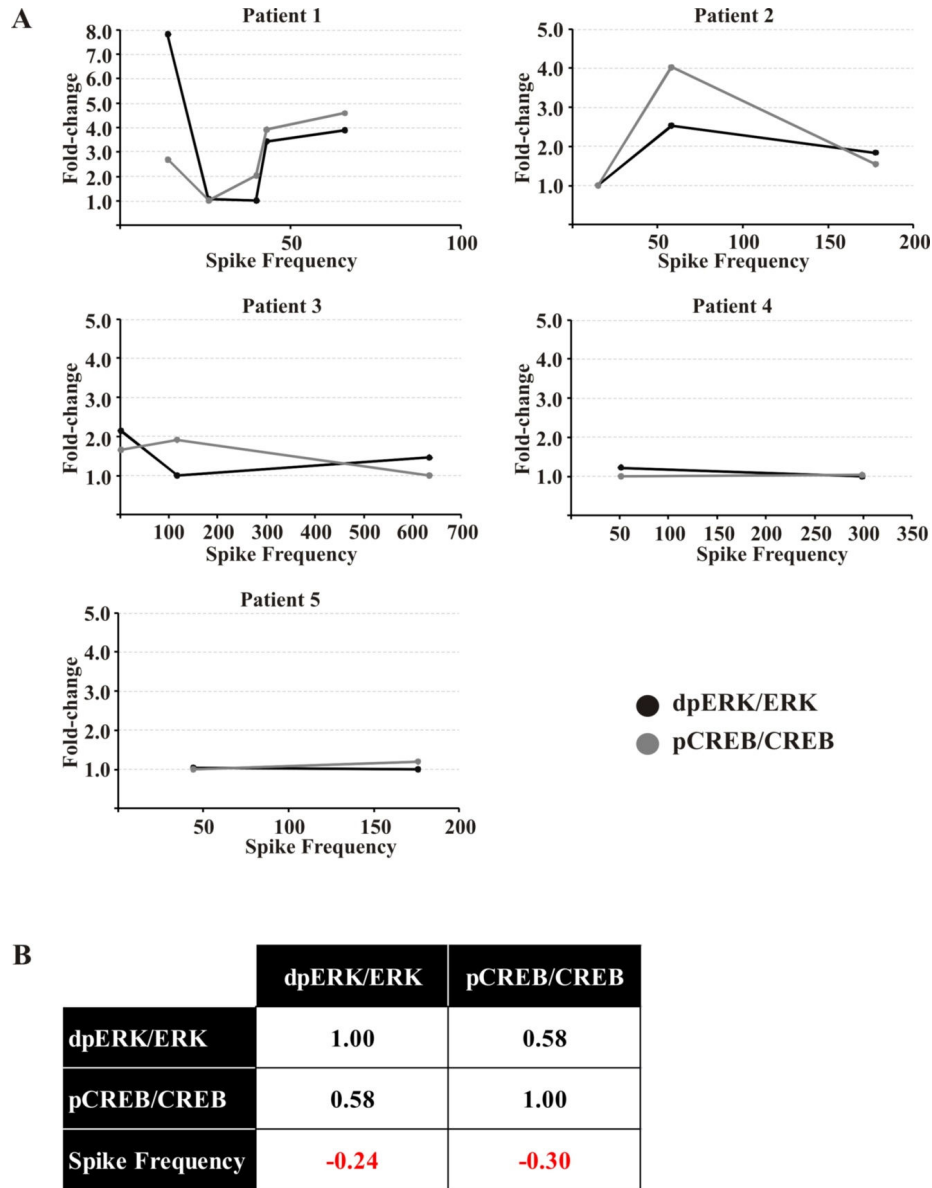 A
Patient 1
Fold-change
8.0
7.0
6.0
5.0
4.0
3.0
2.0
1.0
50
100
Spike Frequency
Patient 2
Fold-change
5.0
4.0
3.0
2.0
1.0
50
100
150
200
Spike Frequency
Patient 3
Fold-change
5.0
4.0
3.0
2.0
1.0
100 200 300 400 500 600 700
Spike Frequency
Patient 4
Fold-change
5.0
4.0
3.0
2.0
1.0
50 100 150 200 250 300 350
Spike Frequency
Patient 5
Fold-change
5.0
4.0
3.0
2.0
1.0
50 100 150 200
Spike Frequency
dpERK/ERK
pCREB/CREB
B
dpERK/ERK pCREB/CREB
dpERK/ERK 1.00 0.58
pCREB/CREB 0.58 1.00
Spike Frequency -0.24 -0.30